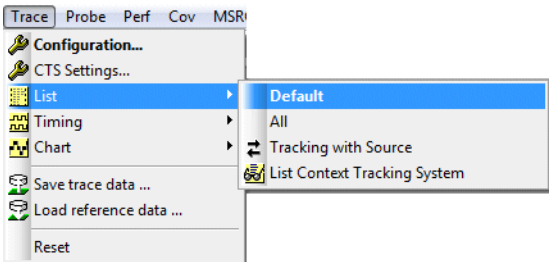 Trace Probe Perf Cov
Configuration...
CTS Settings...
List
Timing
Chart
Save trace data ...
Load reference data ...
Reset
Default
All
Tracking with Source
List Context Tracking System